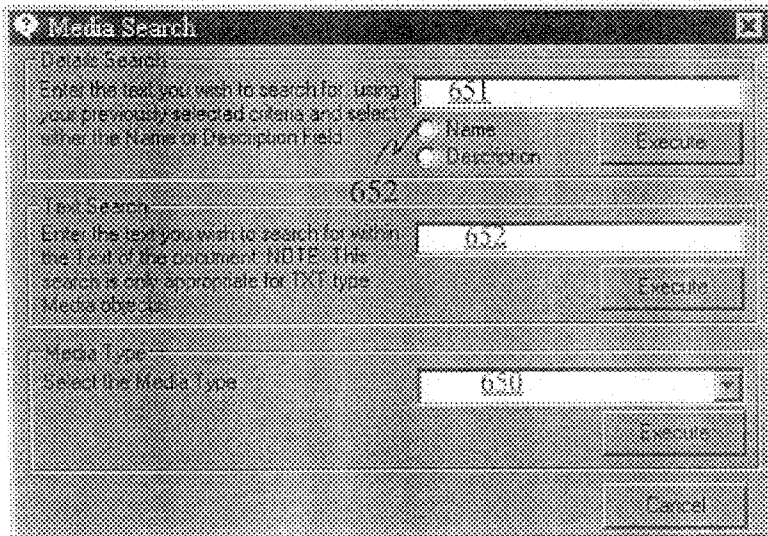 Media Search
Details Search
Enter the text you wish to search for, using
your previously selected criteria and select
either the Name or Description Field
651
Name
Description
Execute
652
Text Search
Enter the text you wish to search for within
the Text of the document. NOTE: This
search is only appropriate for TXT type
Media objects
652
Execute
Media Type
Select the Media Type
650
Execute
Cancel